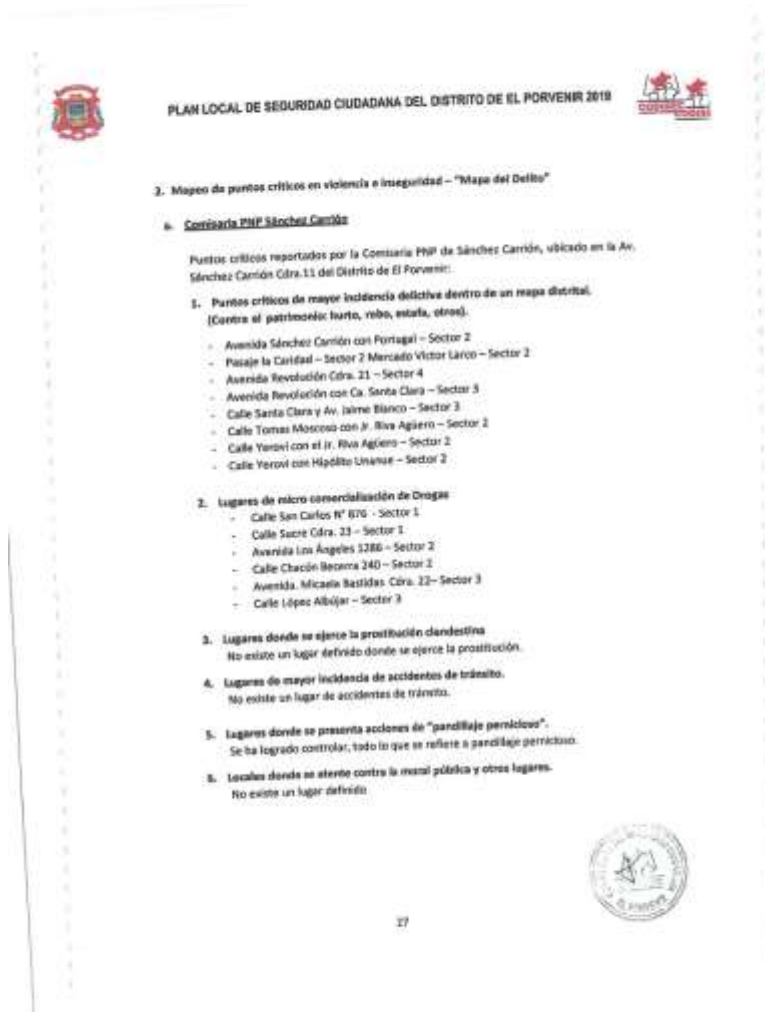 PLAN LOCAL DE SEGURIDAD CIUDADANA DEL DISTRITO DE EL PORVENIR 2019
2. Mapeo de puntos críticos en violencia e inseguridad – "Mapa del Delito"
a. Comisaria PNP Sánchez Carrión
Puntos críticos reportados por la Comisaria PNP de Sánchez Carrión, ubicado en la Av.
Sánchez Carrión Cdra.11 del Distrito de El Porvenir:
1. Puntos críticos de mayor incidencia delictiva dentro de un mapa distrital.
(Contra el patrimonio: hurto, robo, estafa, otros).
- Avenida Sánchez Carrión con Portugal – Sector 2
- Pasaje la Caridad – Sector 2 Mercado Víctor Larco – Sector 2
- Avenida Revolución Cdra. 21 – Sector 4
- Avenida Revolución con Ca. Santa Clara – Sector 3
- Calle Santa Clara y Av. Jaime Blanco – Sector 3
- Calle Tomas Moscoso con Jr. Riva Agüero – Sector 2
- Calle Yerovi con el Jr. Riva Agüero – Sector 2
- Calle Yerovi con Hipólito Unanue – Sector 2
2. Lugares de micro comercialización de Drogas
- Calle San Carlos N° 876 - Sector 1
- Calle Sucre Cdra. 23 – Sector 1
- Avenida Los Ángeles 1286 – Sector 2
- Calle Chacón Becerra 240 – Sector 2
- Avenida. Micaela Bastidas Cdra. 22– Sector 3
- Calle López Albújar – Sector 3
3. Lugares donde se ejerce la prostitución clandestina
No existe un lugar definido donde se ejerce la prostitución.
4. Lugares de mayor incidencia de accidentes de tránsito.
No existe un lugar de accidentes de tránsito.
5. Lugares donde se presenta acciones de "pandillaje pernicioso".
Se ha logrado controlar, todo lo que se refiere a pandillaje pernicioso.
6. Locales donde se atente contra la moral pública y otros lugares.
No existe un lugar definido
EL PORVENIR
27